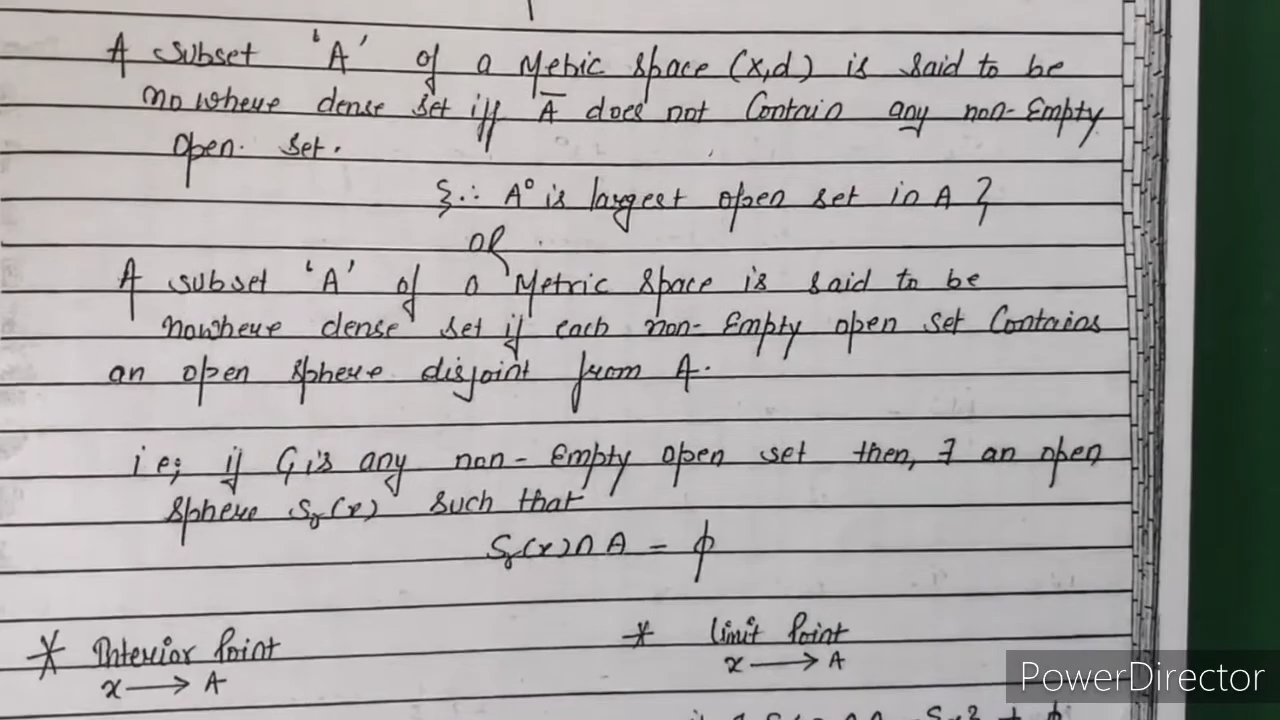 A subset 'A' of a Metric space (X,d) is said to be
nowhere dense set iff A̅ does not Contain any non-Empty
open. set.
{∴ A° is largest open set in A}
OR
A subset 'A' of a Metric space is said to be
nowhere dense set if each non-Empty open set Contains
an open sphere disjoint from A.
ie; if G is any non-Empty open set then, ∃ an open
sphere Sᵣ(x) such that
Sᵣ(x)∩A = ϕ
* Interior Point
* Limit Point
x → A
x → A
PowerDirector